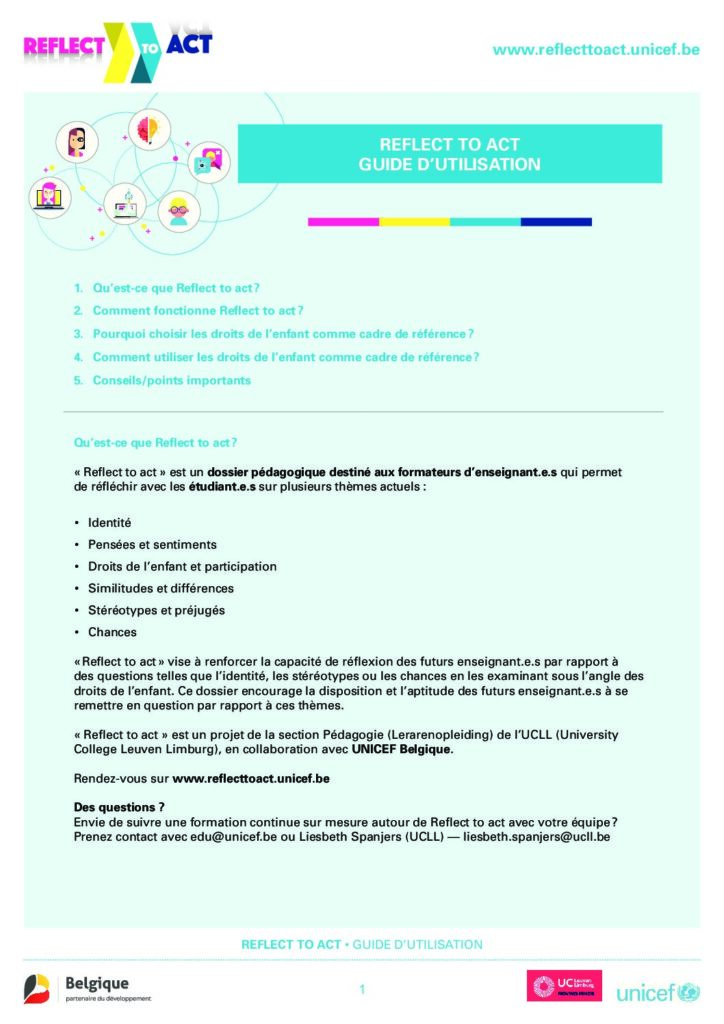 REFLECT TO ACT
www.reflecttoact.unicef.be
REFLECT TO ACT
GUIDE D’UTILISATION
1. Qu’est-ce que Reflect to act ?
2. Comment fonctionne Reflect to act ?
3. Pourquoi choisir les droits de l’enfant comme cadre de référence ?
4. Comment utiliser les droits de l’enfant comme cadre de référence ?
5. Conseils/points importants
Qu’est-ce que Reflect to act ?
« Reflect to act » est un dossier pédagogique destiné aux formateurs d’enseignant.e.s qui permet
de réfléchir avec les étudiant.e.s sur plusieurs thèmes actuels :
• Identité
• Pensées et sentiments
• Droits de l’enfant et participation
• Similitudes et différences
• Stéréotypes et préjugés
• Chances
« Reflect to act » vise à renforcer la capacité de réflexion des futurs enseignant.e.s par rapport à
des questions telles que l’identité, les stéréotypes ou les chances en les examinant sous l’angle des
droits de l’enfant. Ce dossier encourage la disposition et l’aptitude des futurs enseignant.e.s à se
remettre en question par rapport à ces thèmes.
« Reflect to act » est un projet de la section Pédagogie (Lerarenopleiding) de l’UCLL (University
College Leuven Limburg), en collaboration avec UNICEF Belgique.
Rendez-vous sur www.reflecttoact.unicef.be
Des questions ?
Envie de suivre une formation continue sur mesure autour de Reflect to act avec votre équipe ?
Prenez contact avec edu@unicef.be ou Liesbeth Spanjers (UCLL) — liesbeth.spanjers@ucll.be
REFLECT TO ACT • GUIDE D’UTILISATION
Belgique
partenaire du développement
1
UC Leuven
Limburg
MOVING MINDS
unicef